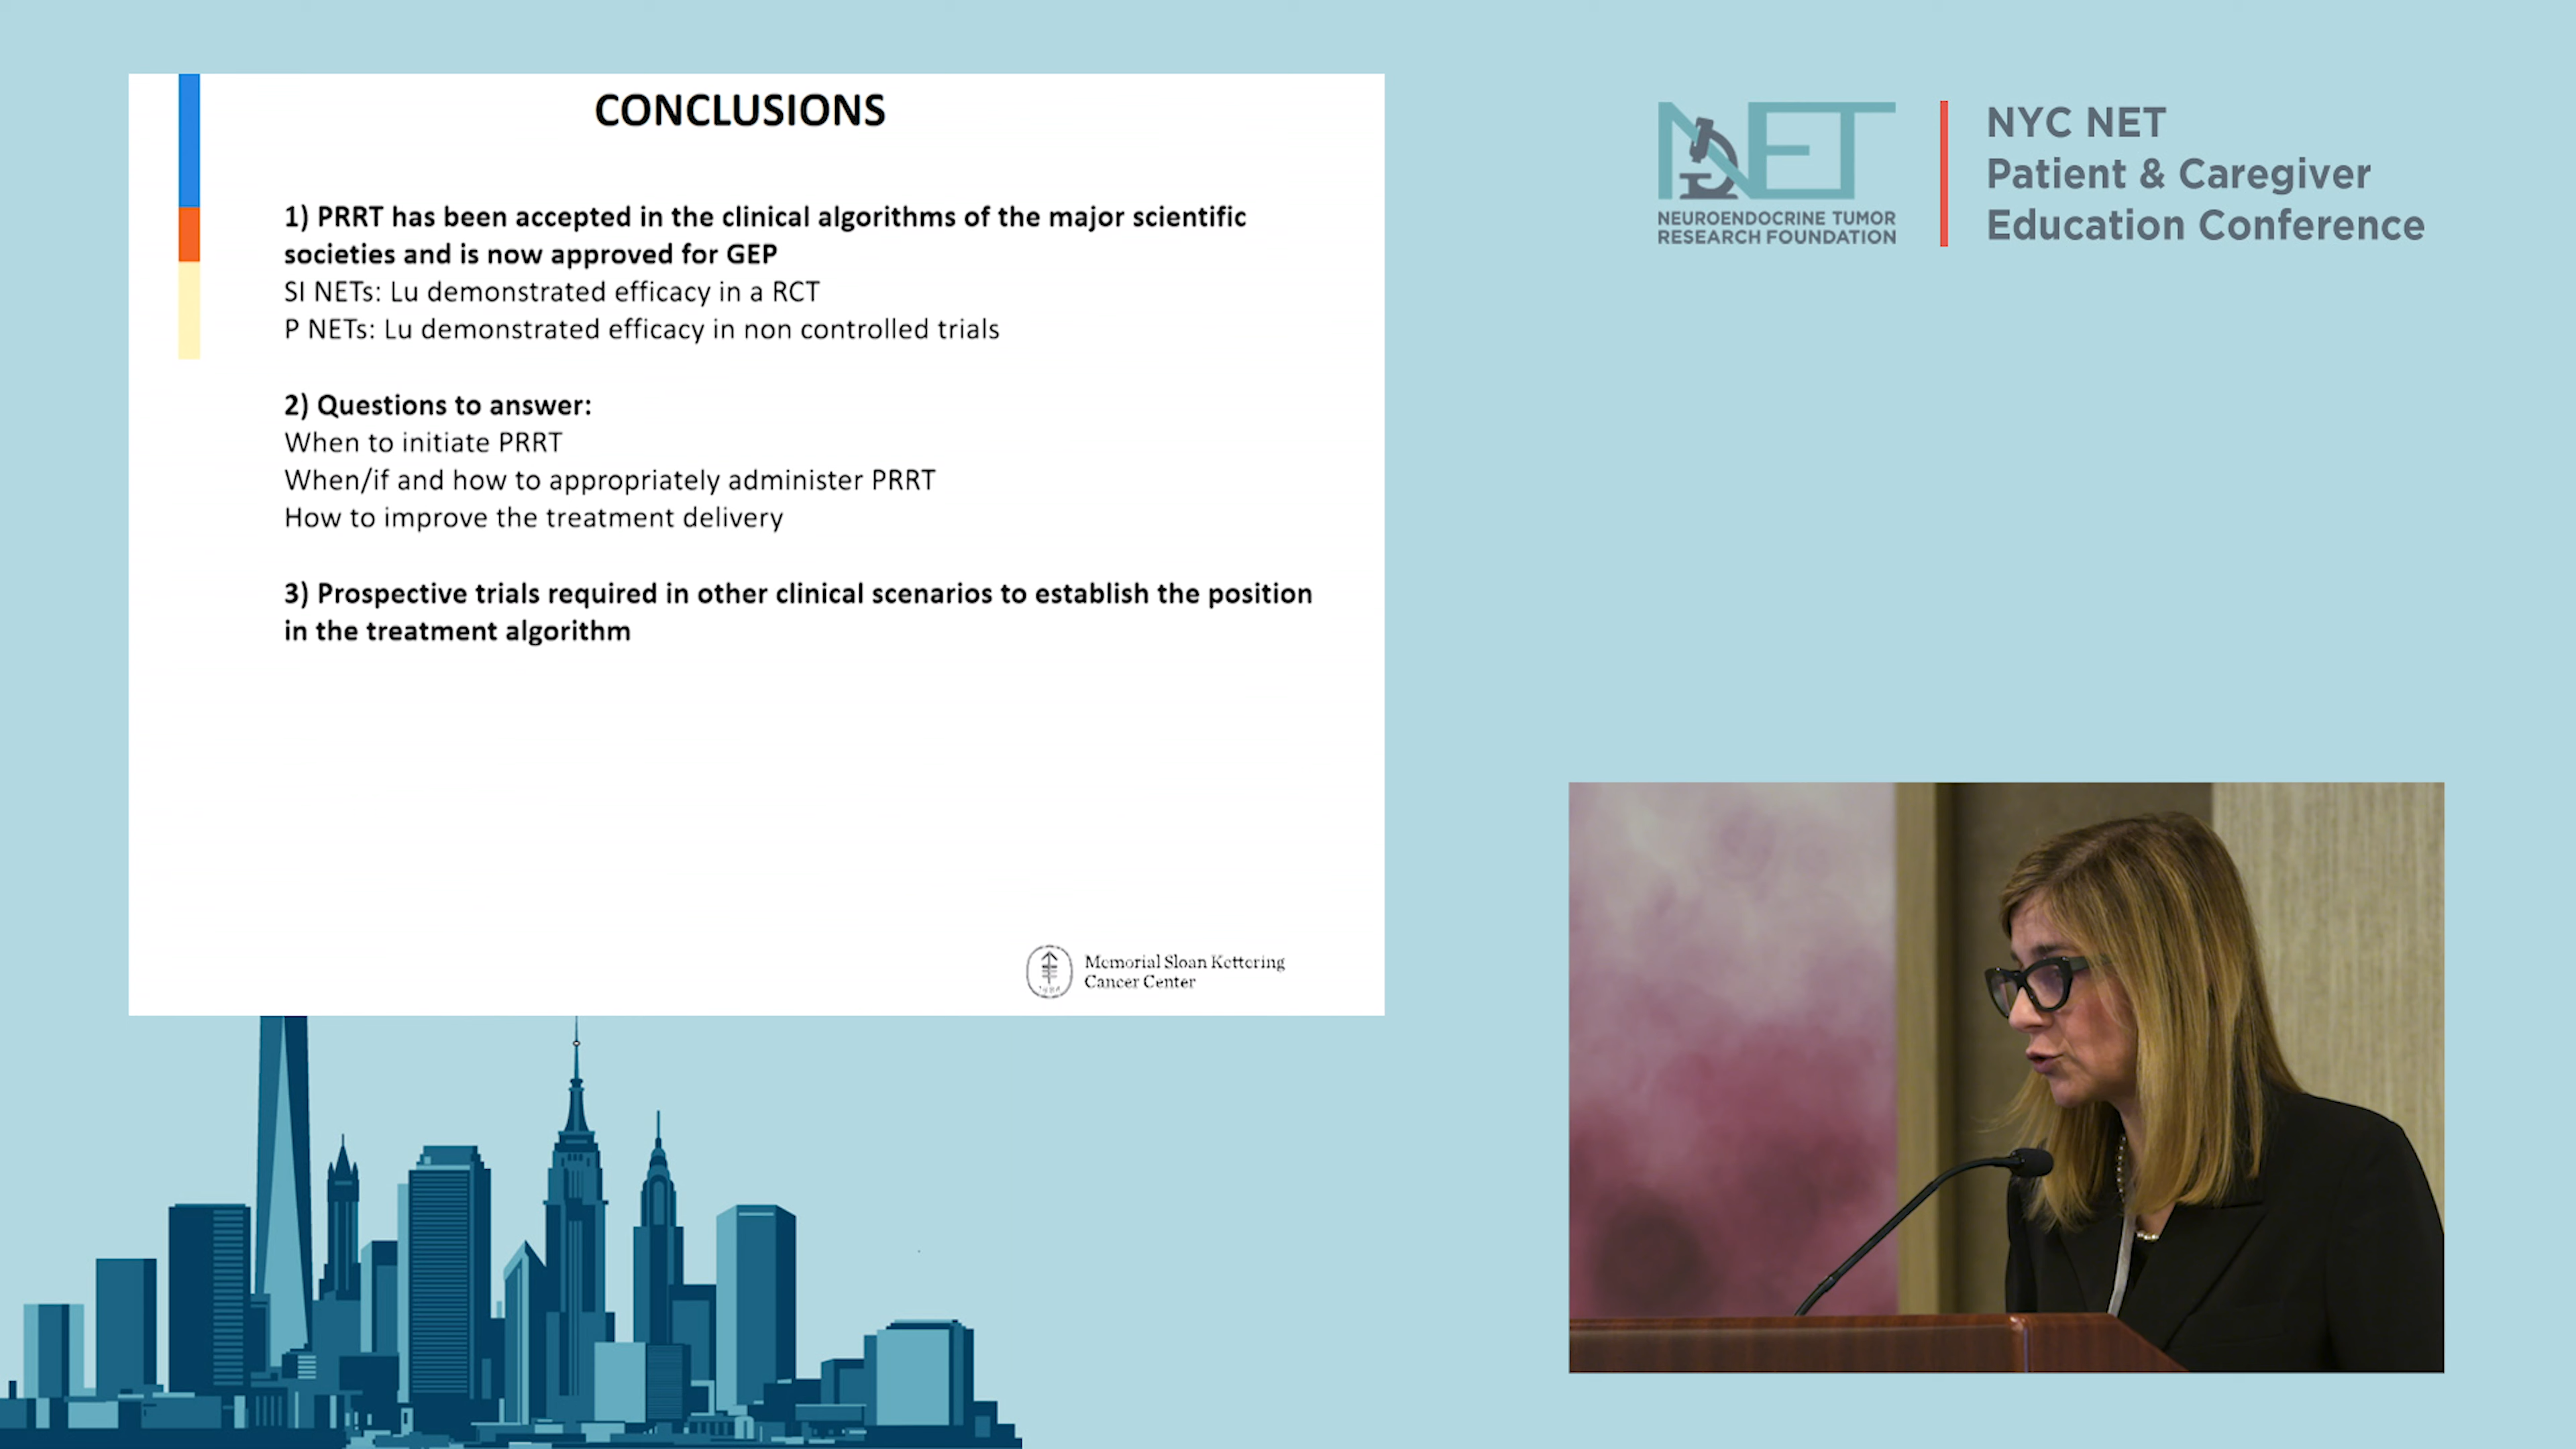 CONCLUSIONS
1) PRRT has been accepted in the clinical algorithms of the major scientific
societies and is now approved for GEP
SI NETs: Lu demonstrated efficacy in a RCT
P NETs: Lu demonstrated efficacy in non controlled trials
2) Questions to answer:
When to initiate PRRT
When/if and how to appropriately administer PRRT
How to improve the treatment delivery
3) Prospective trials required in other clinical scenarios to establish the position
in the treatment algorithm
Memorial Sloan Kettering
Cancer Center
NET
NEUROENDOCRINE TUMOR
RESEARCH FOUNDATION
NYC NET
Patient & Caregiver
Education Conference